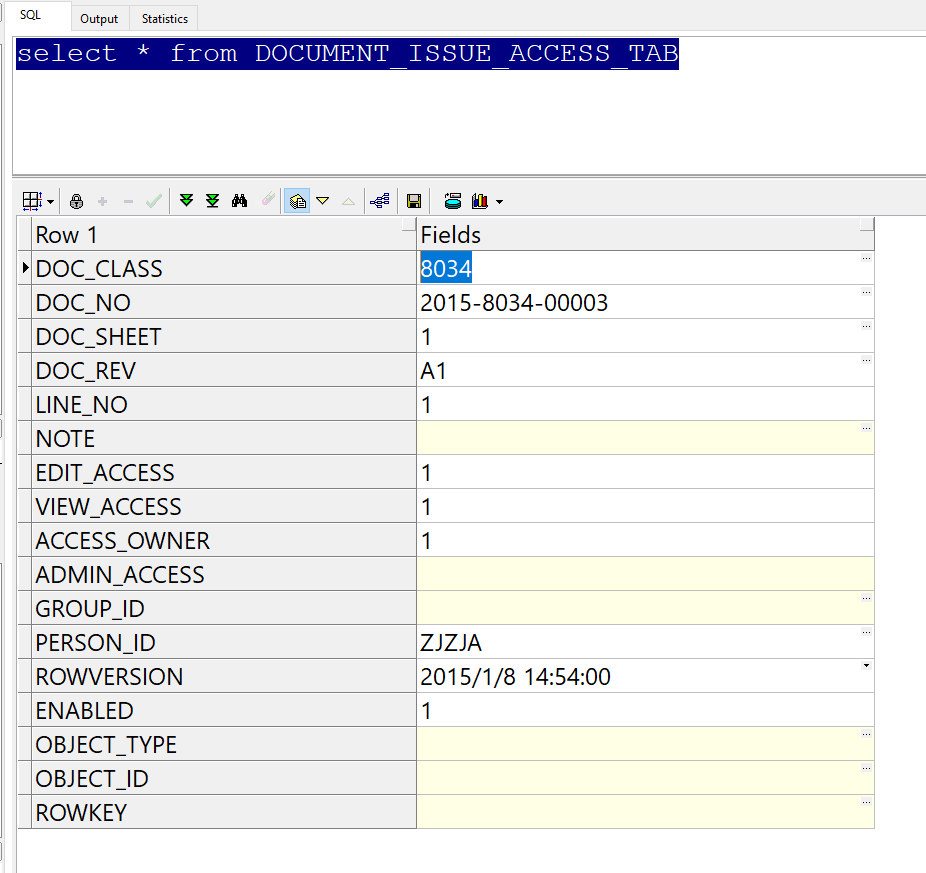 SQL Output Statistics
select * from DOCUMENT_ISSUE_ACCESS_TAB
Row 1 Fields
DOC_CLASS 8034
DOC_NO 2015-8034-00003
DOC_SHEET 1
DOC_REV A1
LINE_NO 1
NOTE
EDIT_ACCESS 1
VIEW_ACCESS 1
ACCESS_OWNER 1
ADMIN_ACCESS
GROUP_ID
PERSON_ID ZJZJA
ROWVERSION 2015/1/8 14:54:00
ENABLED 1
OBJECT_TYPE
OBJECT_ID
ROWKEY